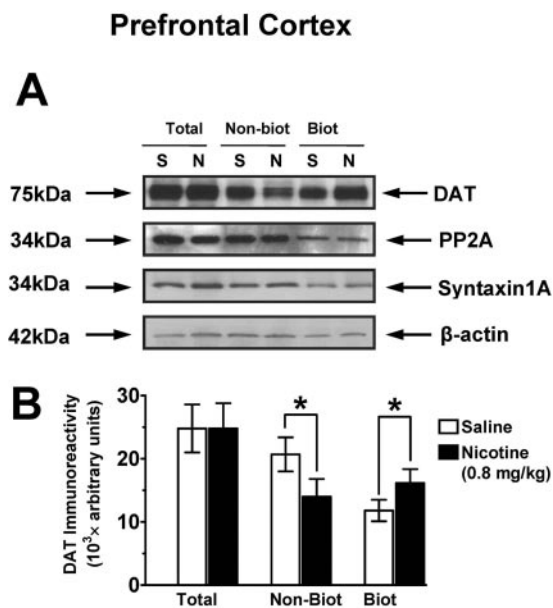 Prefrontal Cortex
A
Total Non-biot Biot
S N S N S N
75kDa DAT
34kDa PP2A
34kDa Syntaxin1A
42kDa β-actin
B
DAT Immunoreactivity
(10³× arbitrary units)
30
20
10
0
* *
Saline
Nicotine
(0.8 mg/kg)
Total Non-Biot Biot